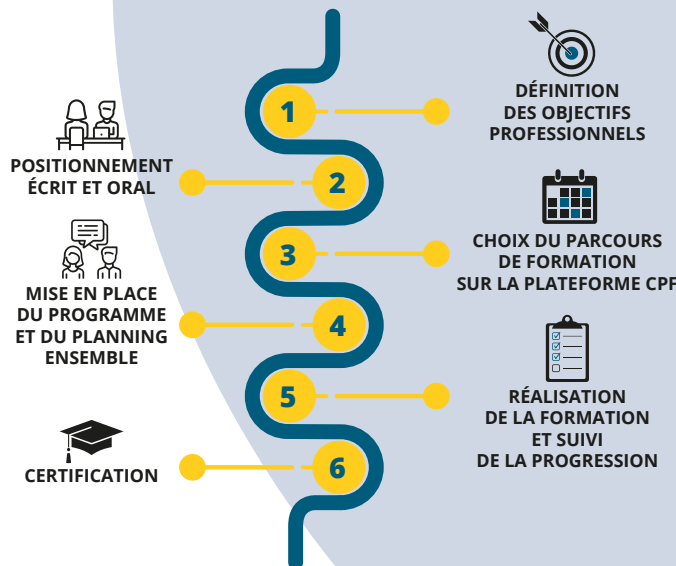 1
DÉFINITION
DES OBJECTIFS
PROFESSIONNELS
2
POSITIONNEMENT
ÉCRIT ET ORAL
3
CHOIX DU PARCOURS
DE FORMATION
SUR LA PLATEFORME CPF
4
MISE EN PLACE
DU PROGRAMME
ET DU PLANNING
ENSEMBLE
5
RÉALISATION
DE LA FORMATION
ET SUIVI
DE LA PROGRESSION
6
CERTIFICATION